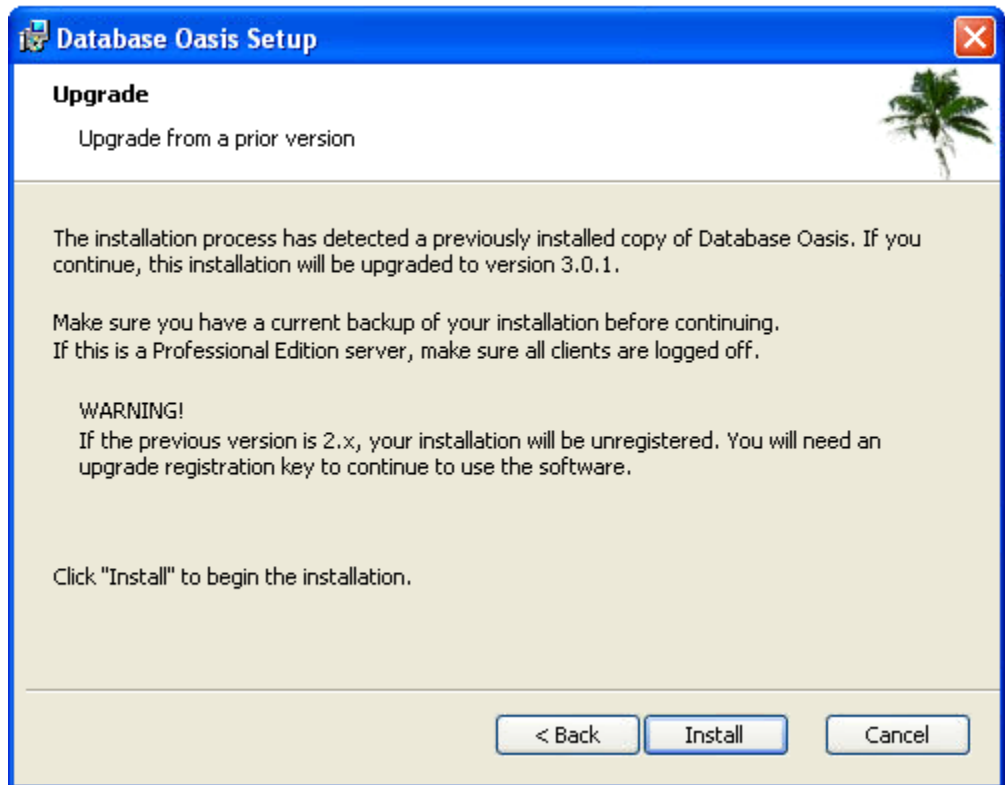 Database Oasis Setup
Upgrade
Upgrade from a prior version
The installation process has detected a previously installed copy of Database Oasis. If you
continue, this installation will be upgraded to version 3.0.1.
Make sure you have a current backup of your installation before continuing.
If this is a Professional Edition server, make sure all clients are logged off.
WARNING!
If the previous version is 2.x, your installation will be unregistered. You will need an
upgrade registration key to continue to use the software.
Click "Install" to begin the installation.
< Back Install Cancel